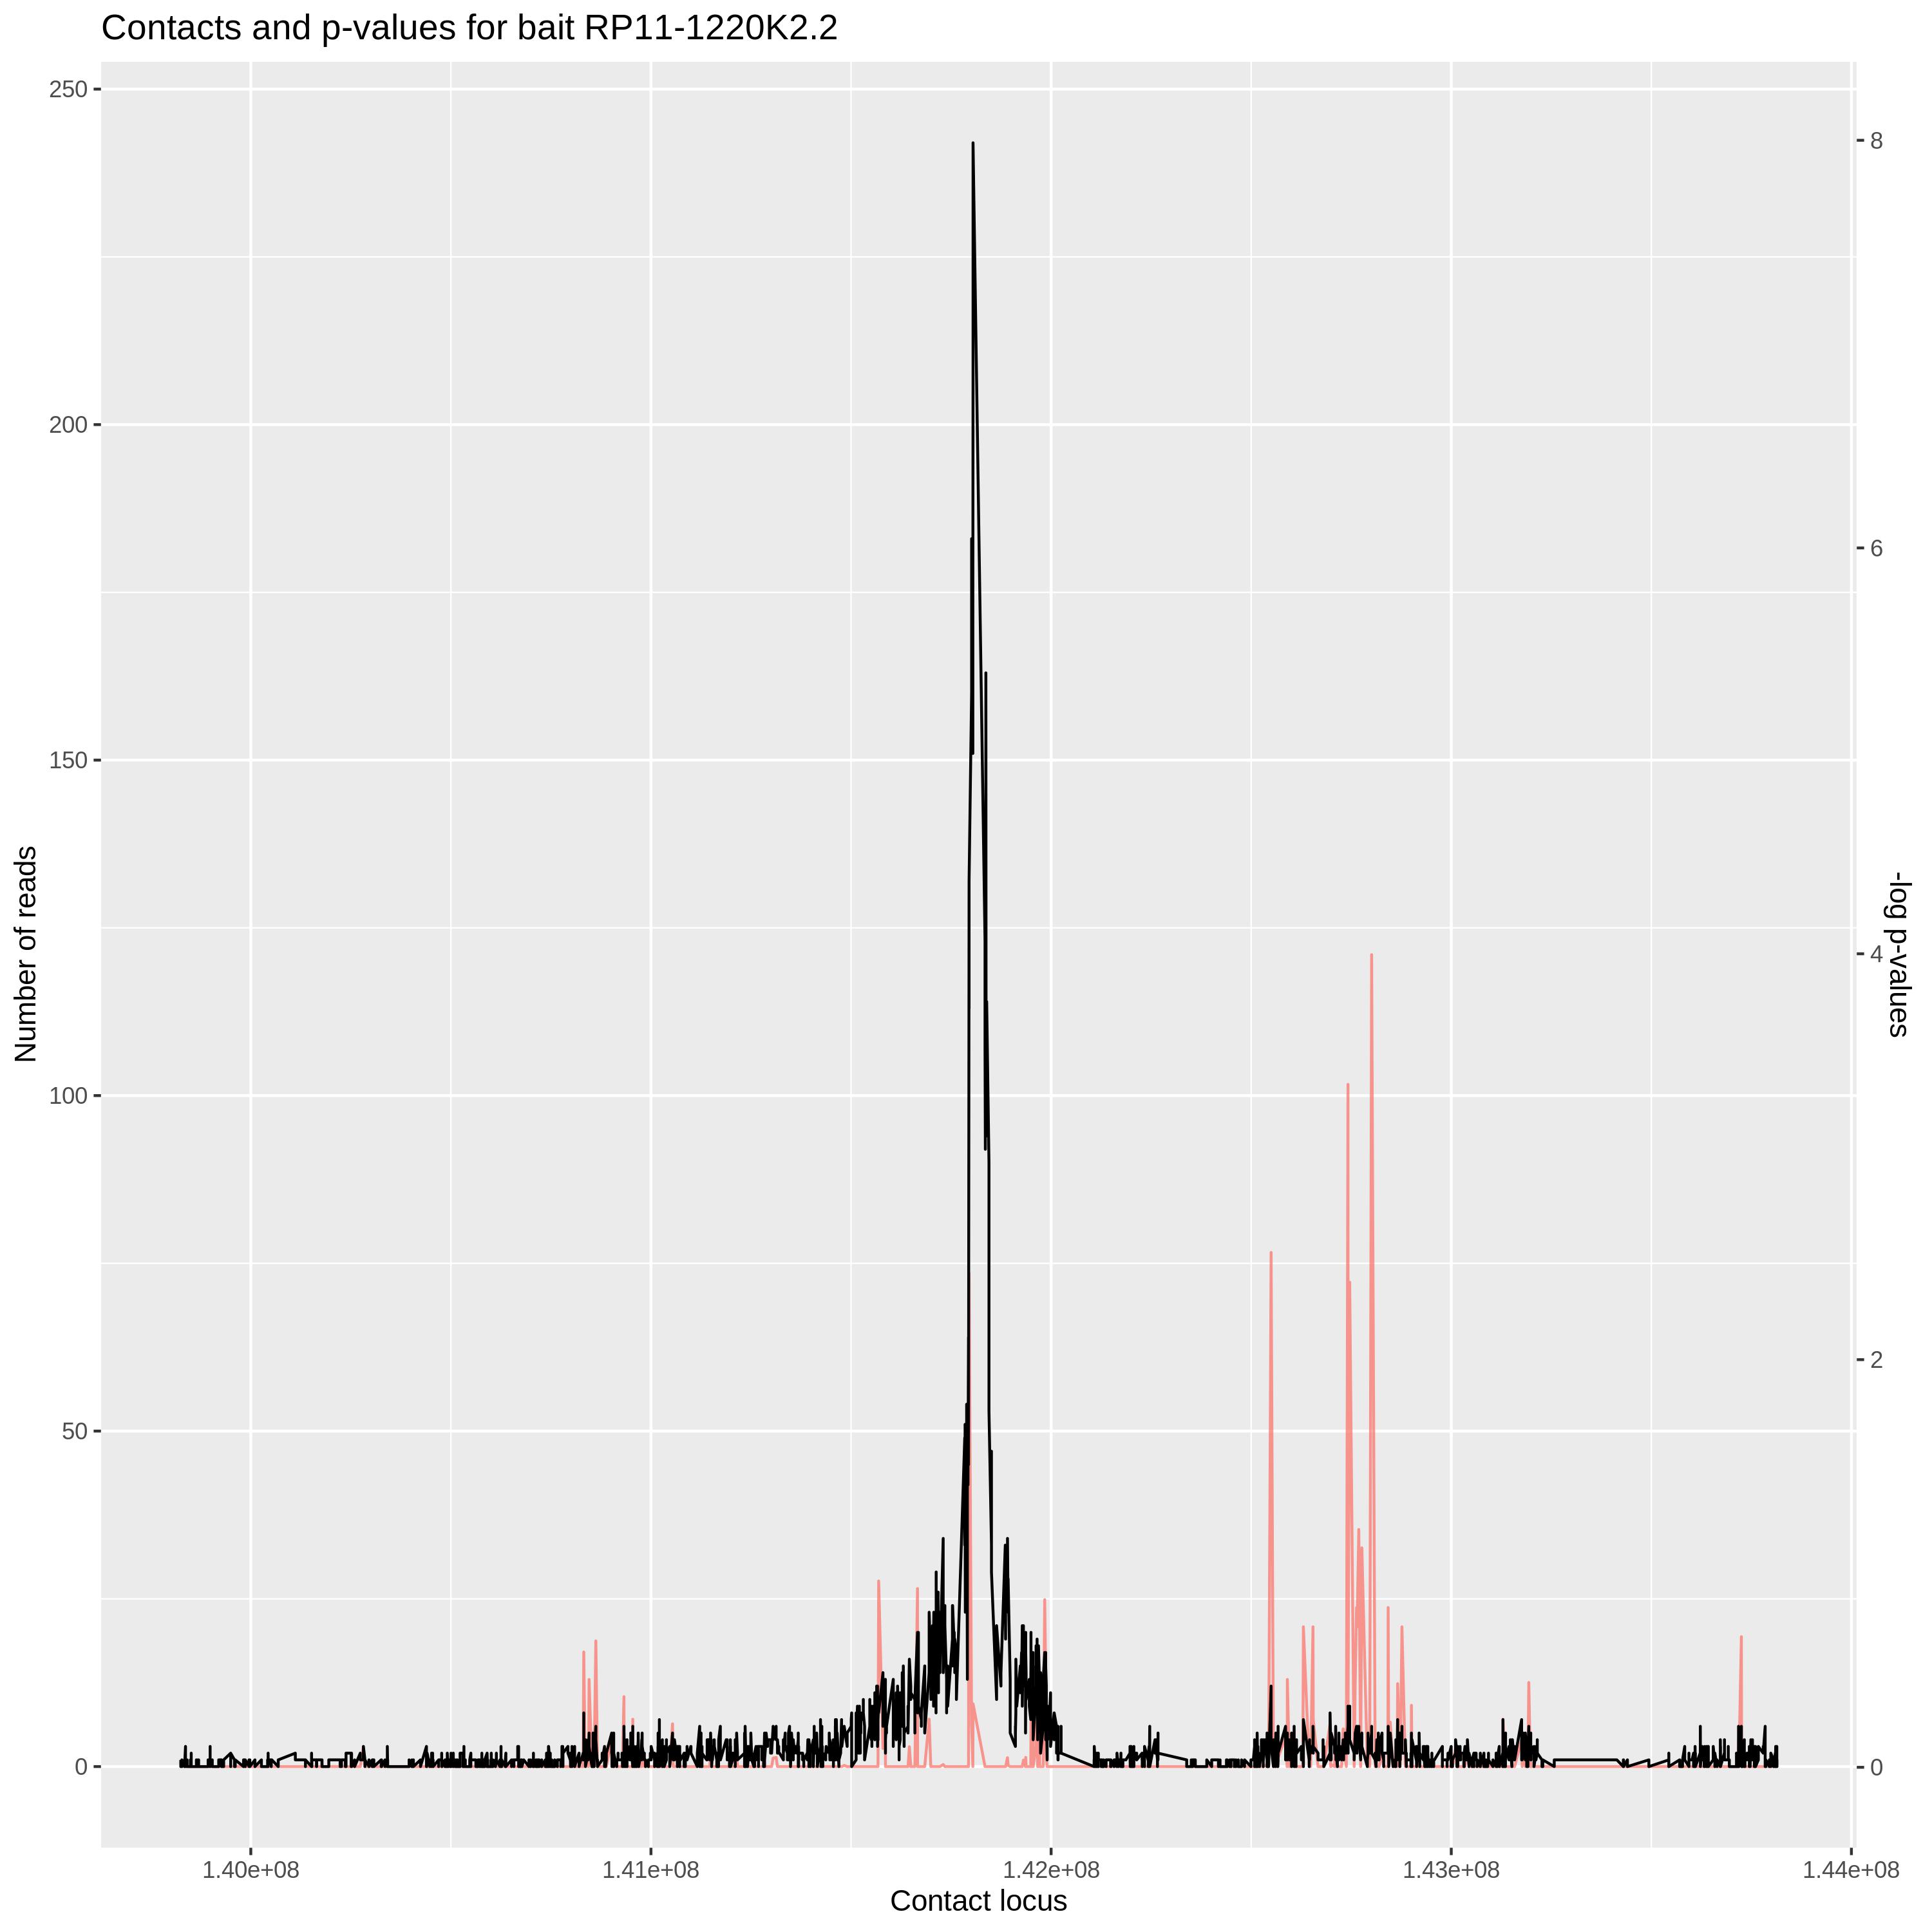 Contacts and p-values for bait RP11-1220K2.2
250
200
150
100
50
0
Number of reads
8
6
4
2
0
-log p-values
1.40e+08
1.41e+08
1.42e+08
1.43e+08
1.44e+08
Contact locus